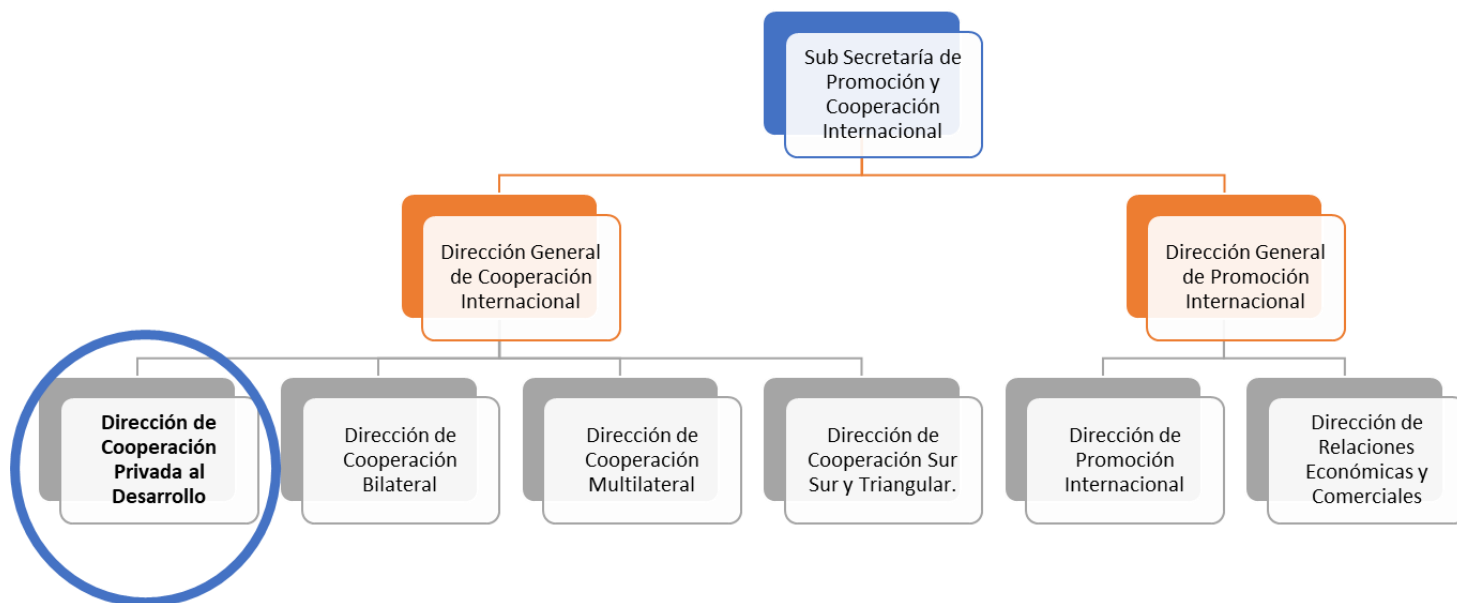 Sub Secretaría de
Promoción y
Cooperación
Internacional
Dirección General
de Cooperación
Internacional
Dirección General
de Promoción
Internacional
Dirección de
Cooperación
Privada al
Desarrollo
Dirección de
Cooperación
Bilateral
Dirección de
Cooperación
Multilateral
Dirección de
Cooperación Sur
Sur y Triangular.
Dirección de
Promoción
Internacional
Dirección de
Relaciones
Económicas y
Comerciales